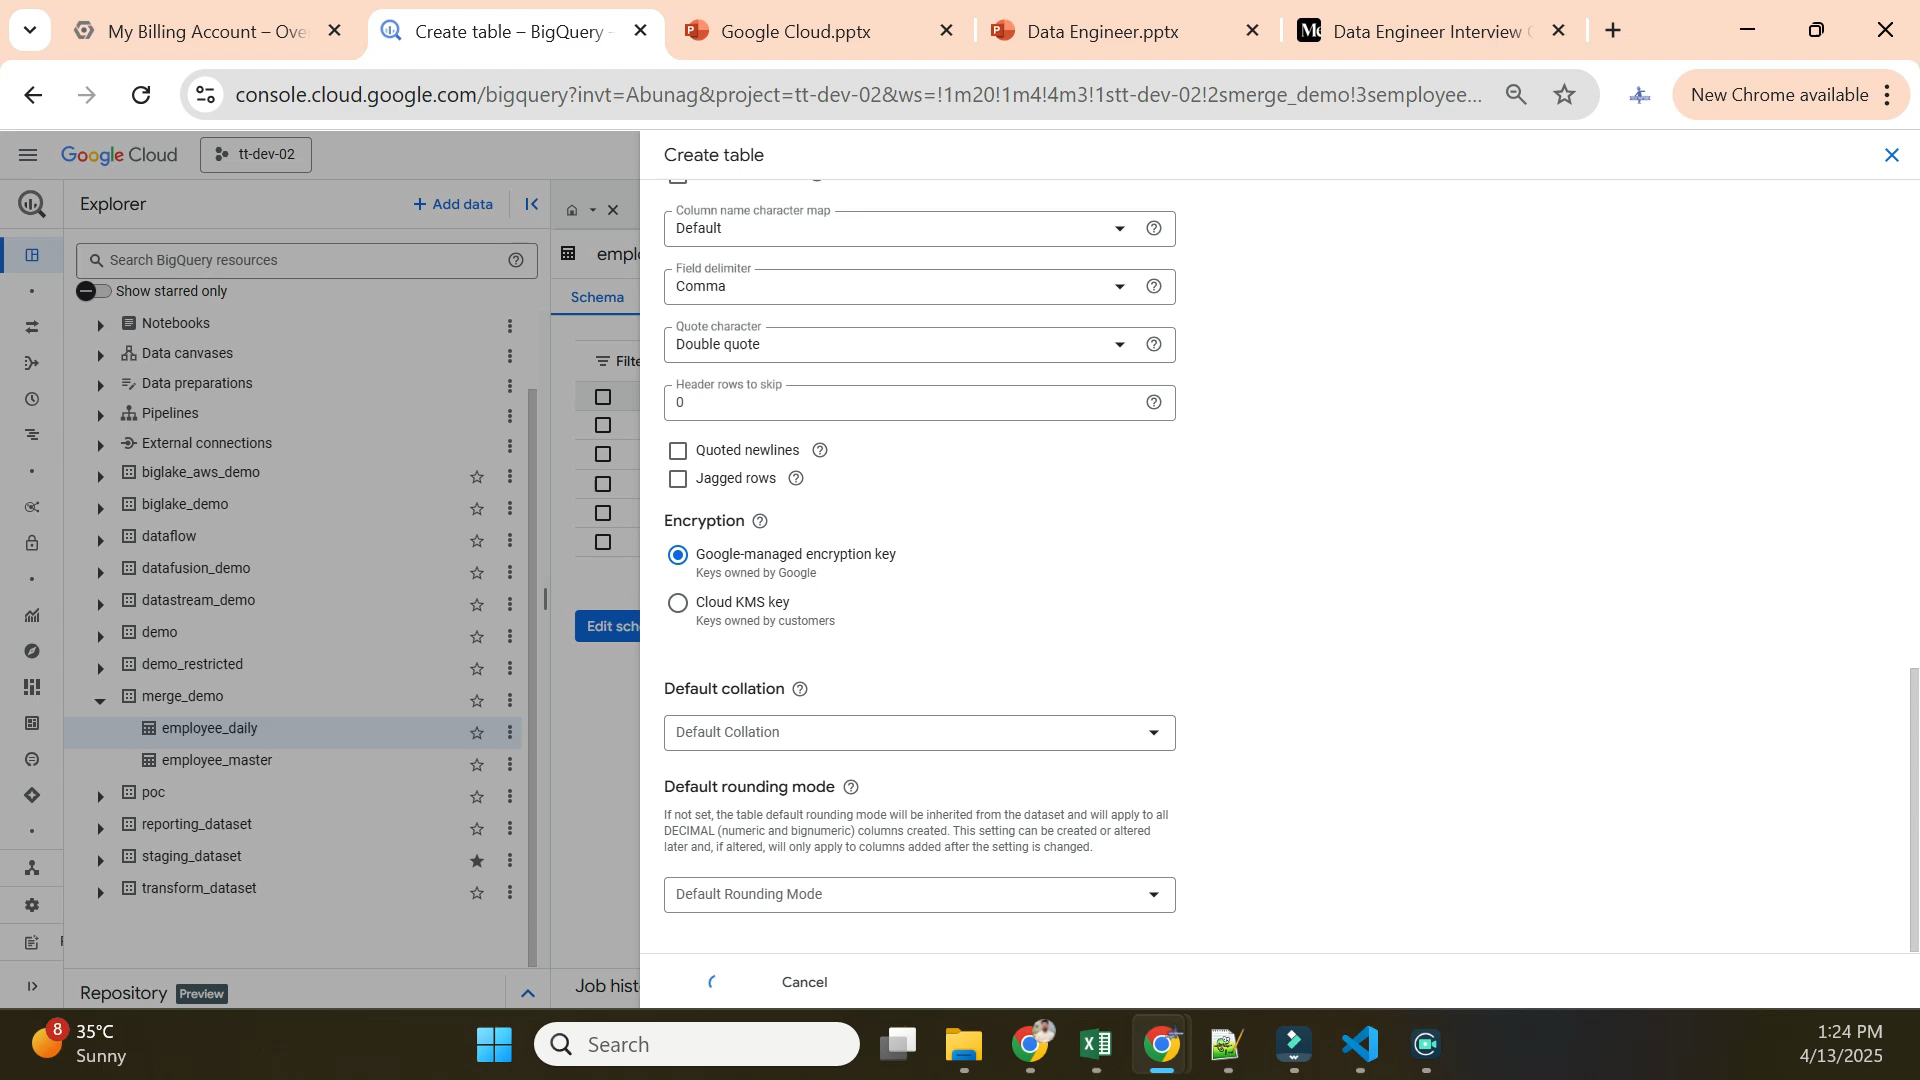 My Billing Account – Ove
Create table – BigQuery –
Google Cloud.pptx
Data Engineer.pptx
Data Engineer Interview
console.cloud.google.com/bigquery?invt=Abunag&project=tt-dev-02&ws=!1m20!1m4!4m3!1stt-dev-02!2smerge_demo!3semployee...
New Chrome available
Google Cloud
tt-dev-02
Create table
Explorer
Add data
Search BigQuery resources
Show starred only
Notebooks
Data canvases
Data preparations
Pipelines
External connections
biglake_aws_demo
biglake_demo
dataflow
datafusion_demo
datastream_demo
demo
demo_restricted
merge_demo
employee_daily
employee_master
poc
reporting_dataset
staging_dataset
transform_dataset
Repository
Preview
emplo
Schema
Filte
Edit sch
Job hist
Column name character map
Default
Field delimiter
Comma
Quote character
Double quote
Header rows to skip
0
Quoted newlines
Jagged rows
Encryption
Google-managed encryption key
Keys owned by Google
Cloud KMS key
Keys owned by customers
Default collation
Default Collation
Default rounding mode
If not set, the table default rounding mode will be inherited from the dataset and will apply to all
DECIMAL (numeric and bignumeric) columns created. This setting can be created or altered
later and, if altered, will only apply to columns added after the setting is changed.
Default Rounding Mode
Cancel
8
35°C
Sunny
Search
1:24 PM
4/13/2025